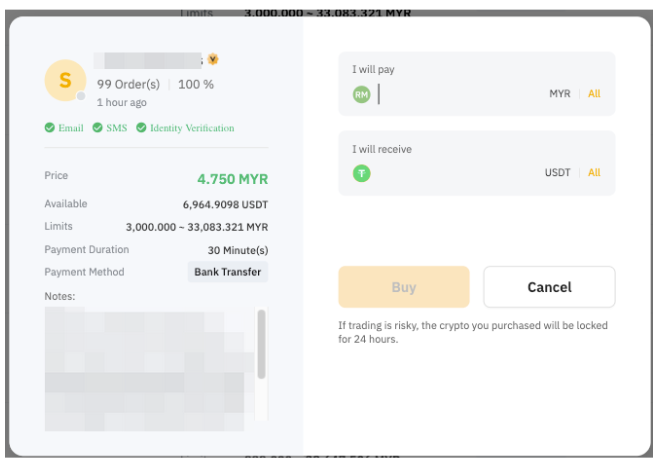 Limits 3,000.000 ~ 33,083.321 MYR
S
99 Order(s) | 100 %
1 hour ago
Email SMS Identity Verification
Price 4.750 MYR
Available 6,964.9098 USDT
Limits 3,000.000 ~ 33,083.321 MYR
Payment Duration 30 Minute(s)
Payment Method Bank Transfer
Notes:
I will pay
RM MYR All
I will receive
T USDT All
Buy Cancel
If trading is risky, the crypto you purchased will be locked
for 24 hours.